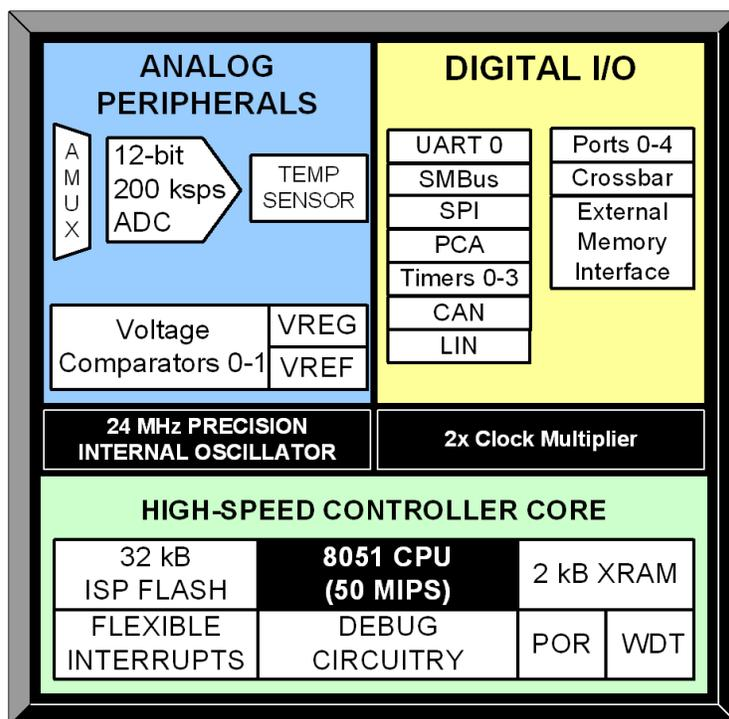 ANALOG
PERIPHERALS
A
M
U
X
12-bit
200 ksps
ADC
TEMP
SENSOR
Voltage
Comparators 0-1
VREG
VREF
DIGITAL I/O
UART 0
SMBus
SPI
PCA
Timers 0-3
CAN
LIN
Ports 0-4
Crossbar
External
Memory
Interface
24 MHz PRECISION
INTERNAL OSCILLATOR
2x Clock Multiplier
HIGH-SPEED CONTROLLER CORE
32 kB
ISP FLASH
8051 CPU
(50 MIPS)
2 kB XRAM
FLEXIBLE
INTERRUPTS
DEBUG
CIRCUITRY
POR
WDT